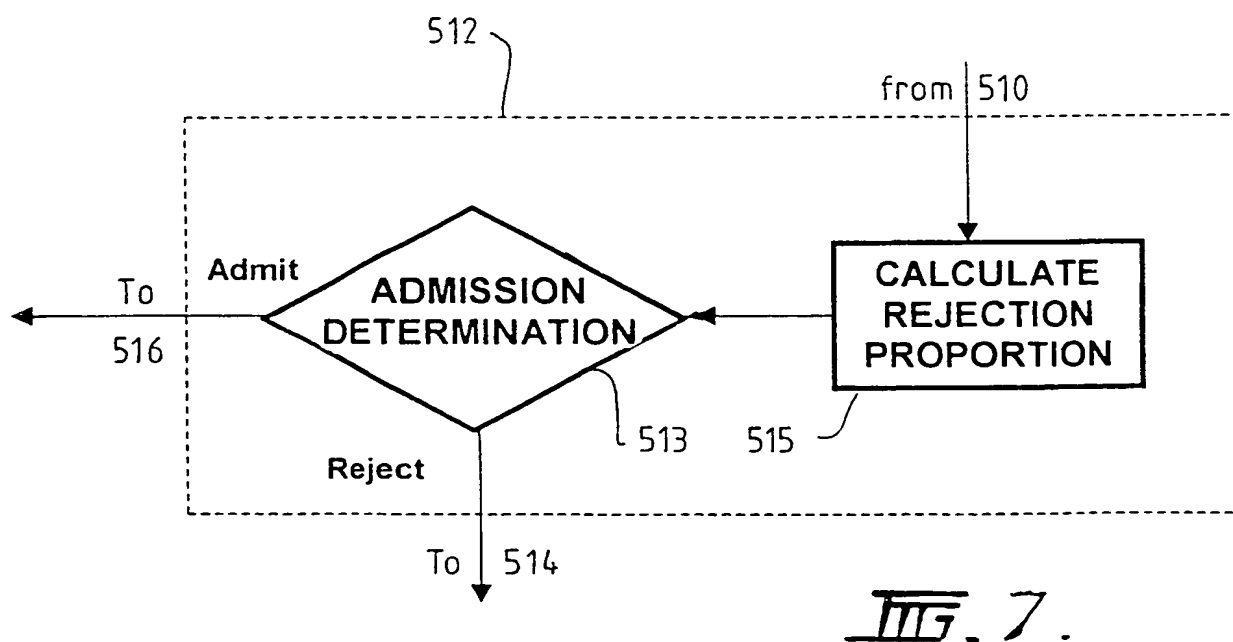 512
from 510
Admit
ADMISSION
DETERMINATION
CALCULATE
REJECTION
PROPORTION
To
516
513
515
Reject
To 514
FIG. 7.